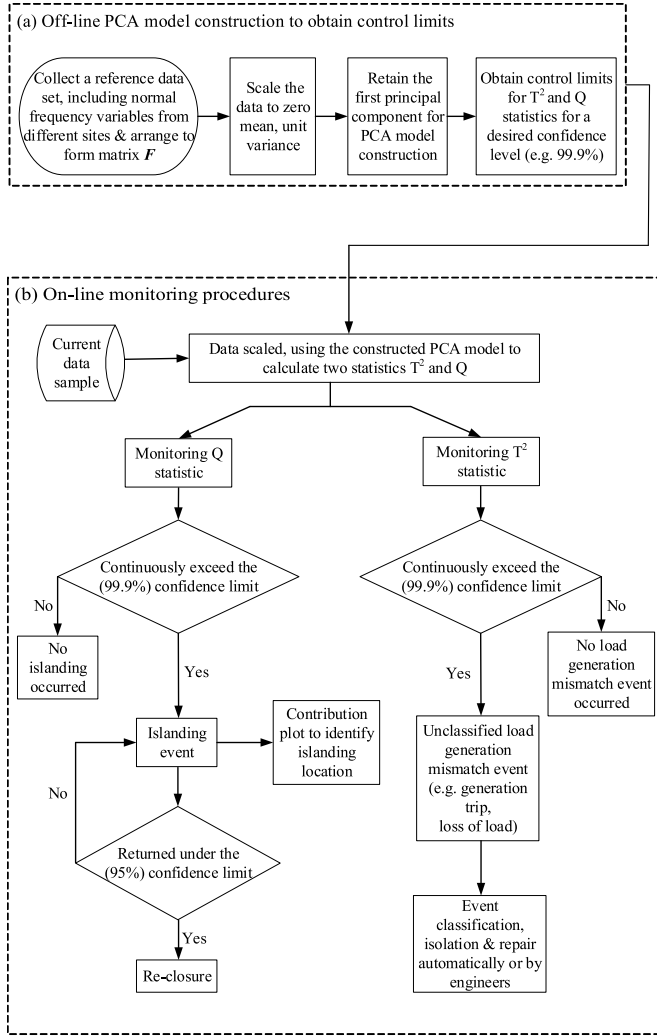 (a) Off-line PCA model construction to obtain control limits
Collect a reference data
set, including normal
frequency variables from
different sites & arrange to
form matrix F
Scale the
data to zero
mean, unit
variance
Retain the
first principal
component for
PCA model
construction
Obtain control limits
for T² and Q
statistics for a
desired confidence
level (e.g. 99.9%)
(b) On-line monitoring procedures
Current
data
sample
Data scaled, using the constructed PCA model to
calculate two statistics T² and Q
Monitoring Q
statistic
Monitoring T²
statistic
Continuously exceed the
(99.9%) confidence limit
Continuously exceed the
(99.9%) confidence limit
No
No
No
islanding
occurred
Yes
Yes
No load
generation
mismatch event
occurred
Islanding
event
Contribution
plot to identify
islanding
location
Unclassified load
generation
mismatch event
(e.g. generation
trip,
loss of load)
No
Returned under the
(95%) confidence limit
Yes
Re-closure
Event
classification,
isolation & repair
automatically or by
engineers